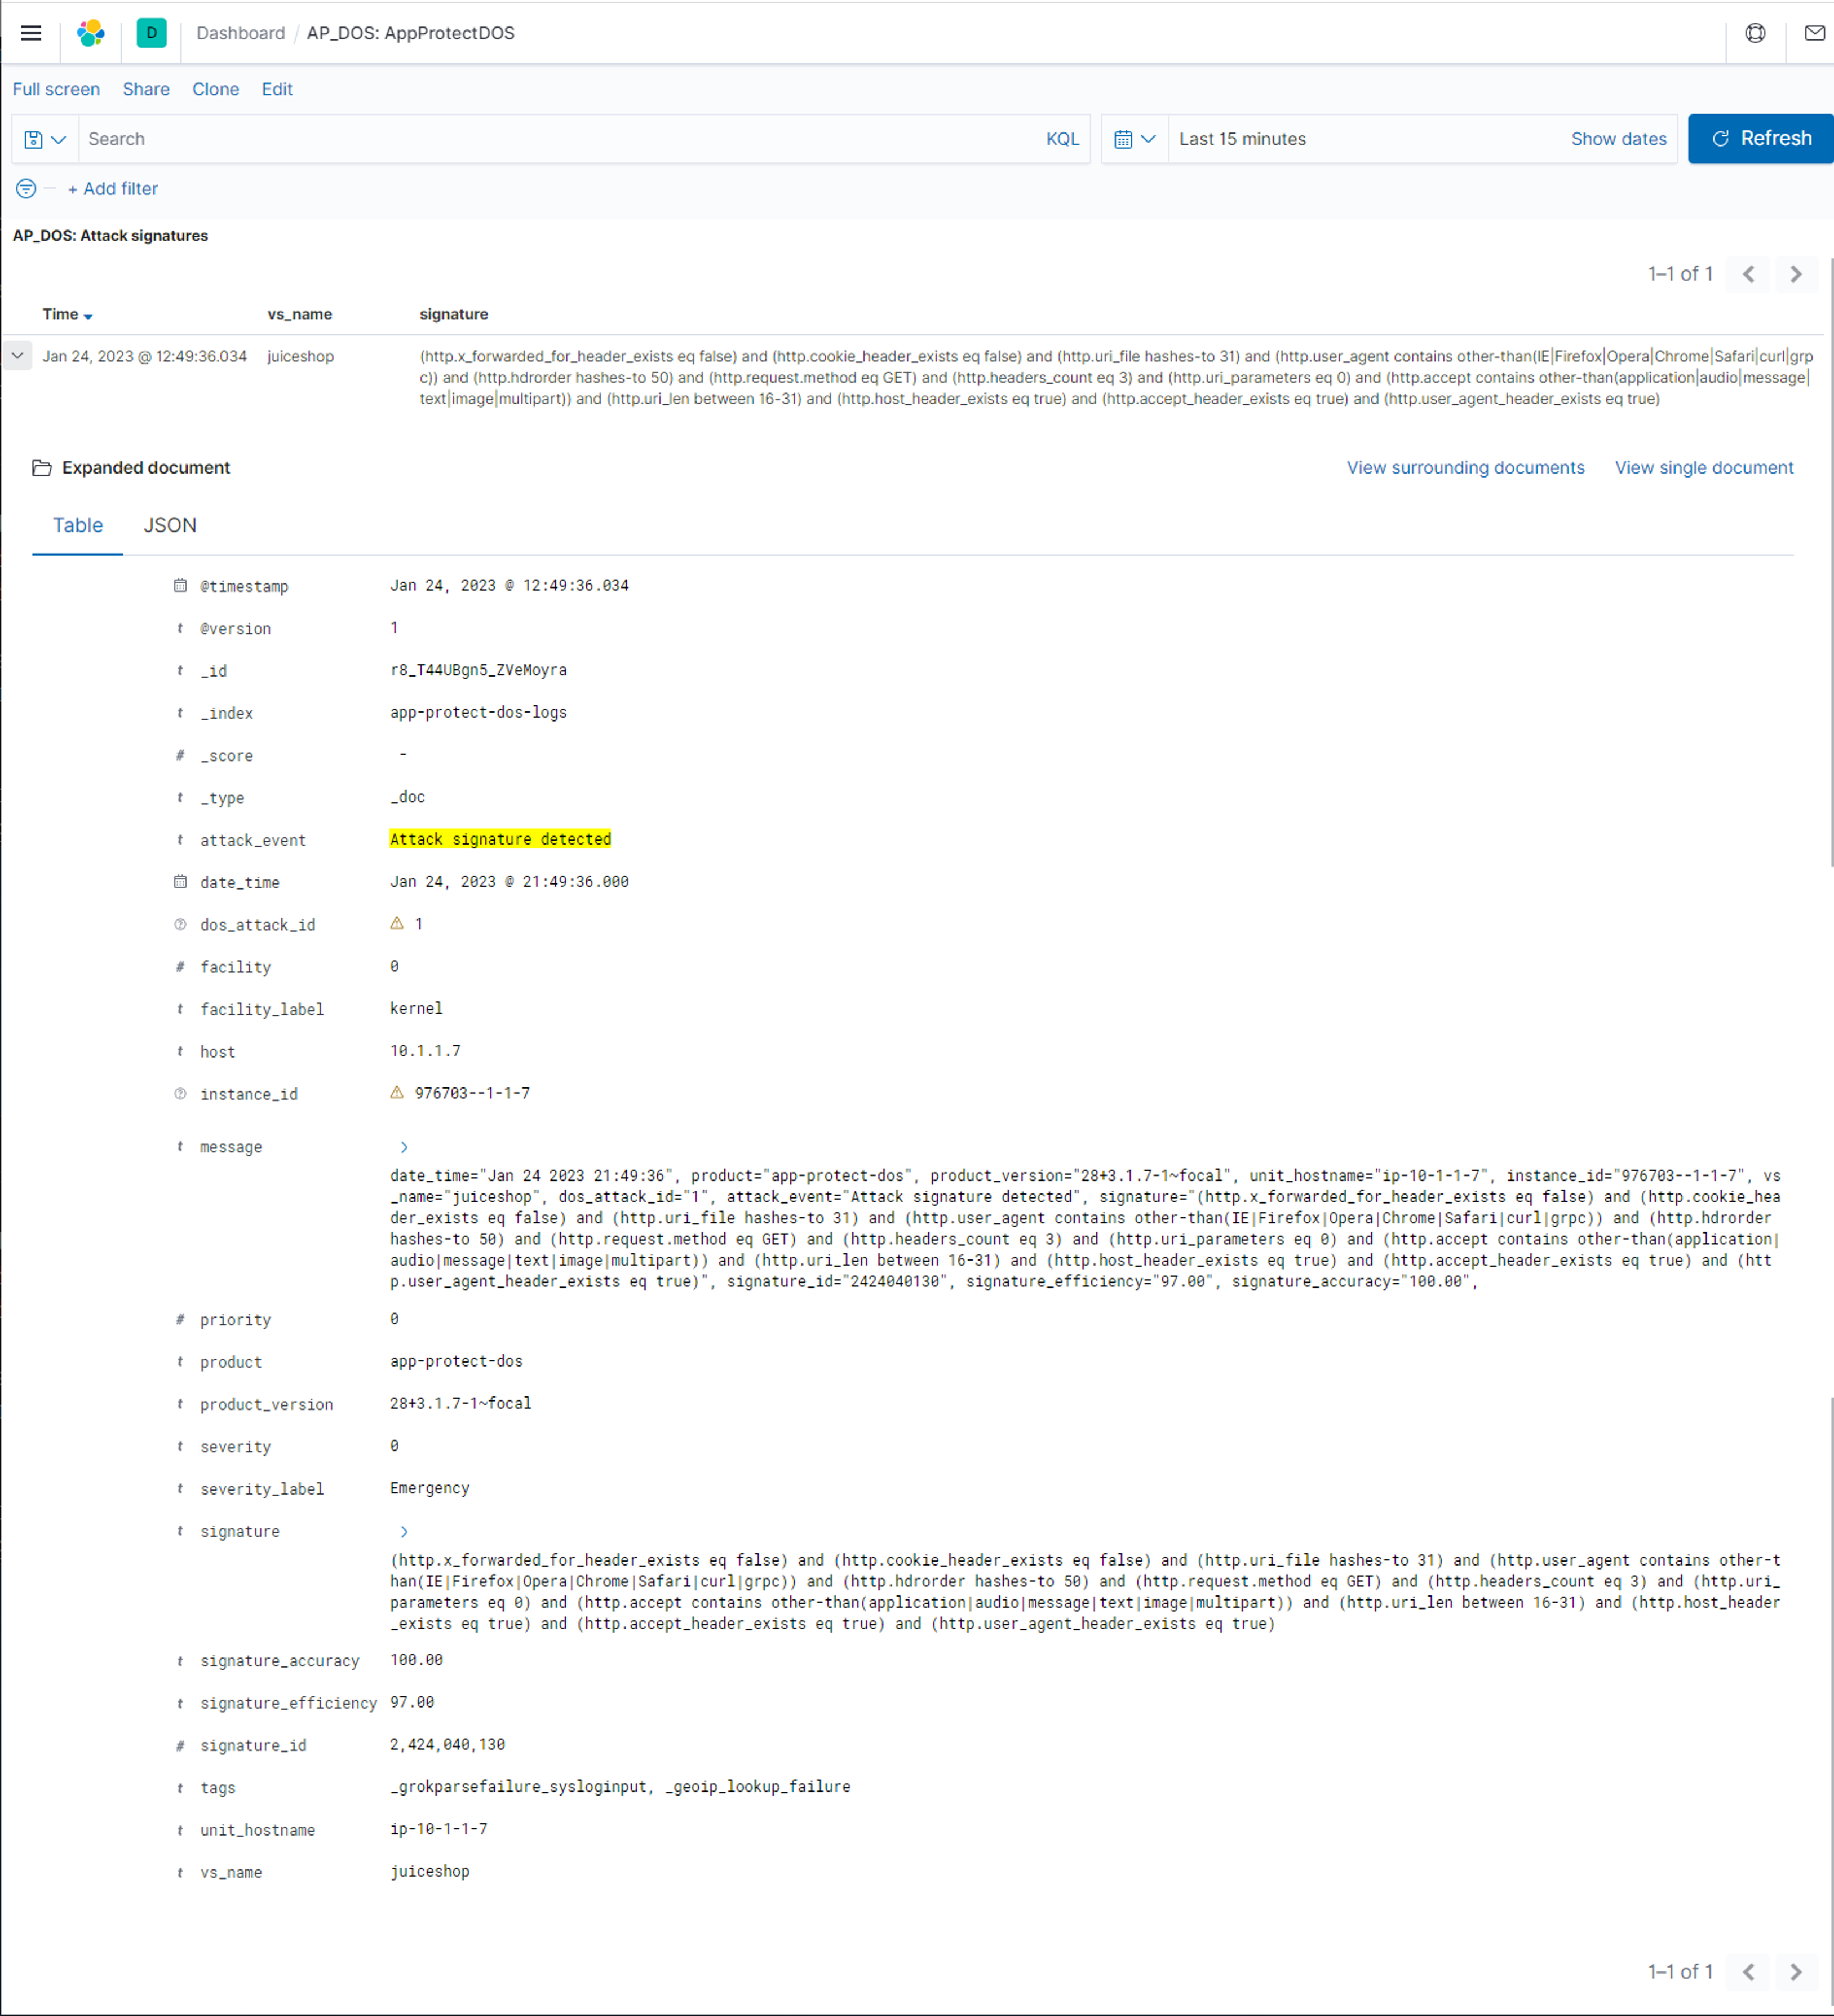 D Dashboard / AP_DOS: AppProtectDOS
Full screen Share Clone Edit
Search KQL Last 15 minutes Show dates Refresh
+ Add filter
AP_DOS: Attack signatures
1–1 of 1
Time vs_name signature
Jan 24, 2023 @ 12:49:36.034 juiceshop (http.x_forwarded_for_header_exists eq false) and (http.cookie_header_exists eq false) and (http.uri_file hashes-to 31) and (http.user_agent contains other-than(IE|Firefox|Opera|Chrome|Safari|curl|grp
c)) and (http.hdrorder hashes-to 50) and (http.request.method eq GET) and (http.headers_count eq 3) and (http.uri_parameters eq 0) and (http.accept contains other-than(application|audio|message|
text|image|multipart)) and (http.uri_len between 16-31) and (http.host_header_exists eq true) and (http.accept_header_exists eq true) and (http.user_agent_header_exists eq true)
Expanded document View surrounding documents View single document
Table JSON
@timestamp Jan 24, 2023 @ 12:49:36.034
t @version 1
t _id r8_T44UBgn5_ZVeMoyra
t _index app-protect-dos-logs
# _score -
t _type _doc
t attack_event Attack signature detected
date_time Jan 24, 2023 @ 21:49:36.000
dos_attack_id 1
# facility 0
t facility_label kernel
t host 10.1.1.7
instance_id 976703--1-1-7
t message
date_time="Jan 24 2023 21:49:36", product="app-protect-dos", product_version="28+3.1.7-1~focal", unit_hostname="ip-10-1-1-7", instance_id="976703--1-1-7", vs
_name="juiceshop", dos_attack_id="1", attack_event="Attack signature detected", signature="(http.x_forwarded_for_header_exists eq false) and (http.cookie_hea
der_exists eq false) and (http.uri_file hashes-to 31) and (http.user_agent contains other-than(IE|Firefox|Opera|Chrome|Safari|curl|grpc)) and (http.hdrorder
hashes-to 50) and (http.request.method eq GET) and (http.headers_count eq 3) and (http.uri_parameters eq 0) and (http.accept contains other-than(application|
audio|message|text|image|multipart)) and (http.uri_len between 16-31) and (http.host_header_exists eq true) and (http.accept_header_exists eq true) and (htt
p.user_agent_header_exists eq true)", signature_id="2424040130", signature_efficiency="97.00", signature_accuracy="100.00",
# priority 0
t product app-protect-dos
t product_version 28+3.1.7-1~focal
t severity 0
t severity_label Emergency
t signature
(http.x_forwarded_for_header_exists eq false) and (http.cookie_header_exists eq false) and (http.uri_file hashes-to 31) and (http.user_agent contains other-t
han(IE|Firefox|Opera|Chrome|Safari|curl|grpc)) and (http.hdrorder hashes-to 50) and (http.request.method eq GET) and (http.headers_count eq 3) and (http.uri_
parameters eq 0) and (http.accept contains other-than(application|audio|message|text|image|multipart)) and (http.uri_len between 16-31) and (http.host_header
_exists eq true) and (http.accept_header_exists eq true) and (http.user_agent_header_exists eq true)
t signature_accuracy 100.00
t signature_efficiency 97.00
# signature_id 2,424,040,130
t tags _grokparsefailure_sysloginput, _geoip_lookup_failure
t unit_hostname ip-10-1-1-7
t vs_name juiceshop
1–1 of 1